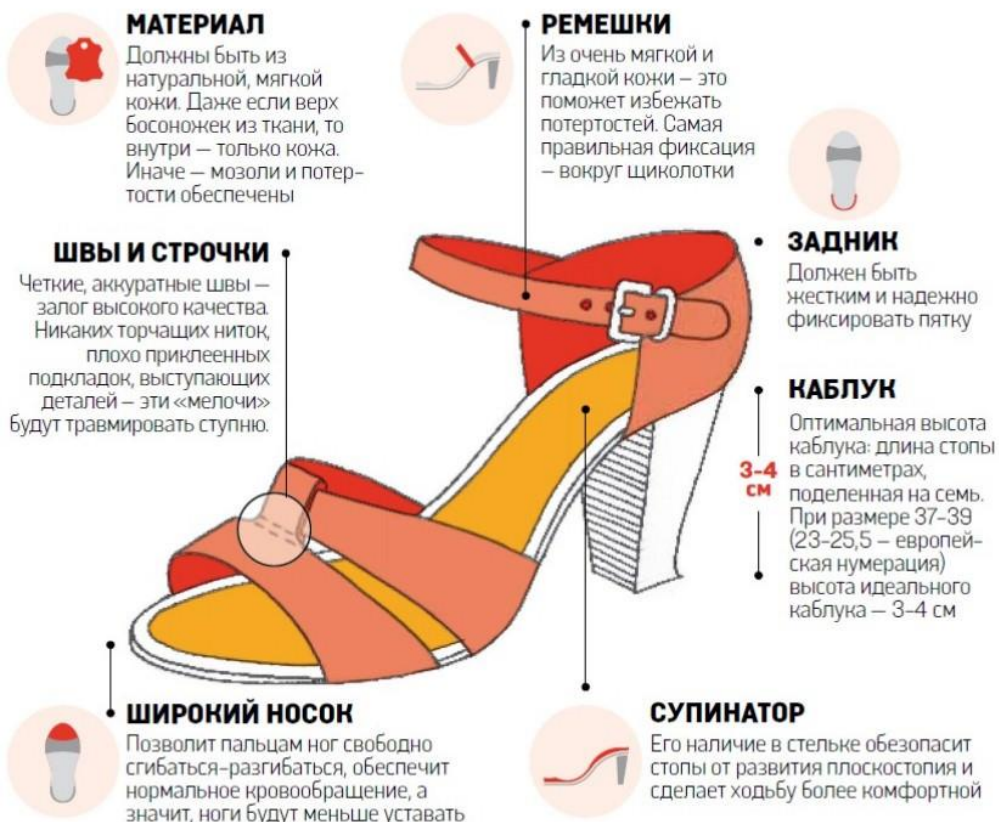 МАТЕРИАЛ
Должны быть из
натуральной, мягкой
кожи. Даже если верх
босоножек из ткани, то
внутри — только кожа.
Иначе — мозоли и потер-
тости обеспечены
РЕМЕШКИ
Из очень мягкой и
гладкой кожи — это
поможет избежать
потертостей. Самая
правильная фиксация
— вокруг щиколотки
ШВЫ И СТРОЧКИ
Четкие, аккуратные швы —
залог высокого качества.
Никаких торчащих ниток,
плохо приклеенных
подкладок, выступающих
деталей — эти «мелочи»
будут травмировать ступню.
ЗАДНИК
Должен быть
жестким и надежно
фиксировать пятку
КАБЛУК
Оптимальная высота
каблука: длина стопы
в сантиметрах,
поделенная на семь.
При размере 37-39
(23-25,5 — европей-
ская нумерация)
высота идеального
каблука — 3-4 см
3-4
см
ШИРОКИЙ НОСОК
Позволит пальцам ног свободно
сгибаться-разгибаться, обеспечит
нормальное кровообращение, а
значит, ноги будут меньше уставать
СУПИНАТОР
Его наличие в стельке обезопасит
стопы от развития плоскостопия и
сделает ходьбу более комфортной